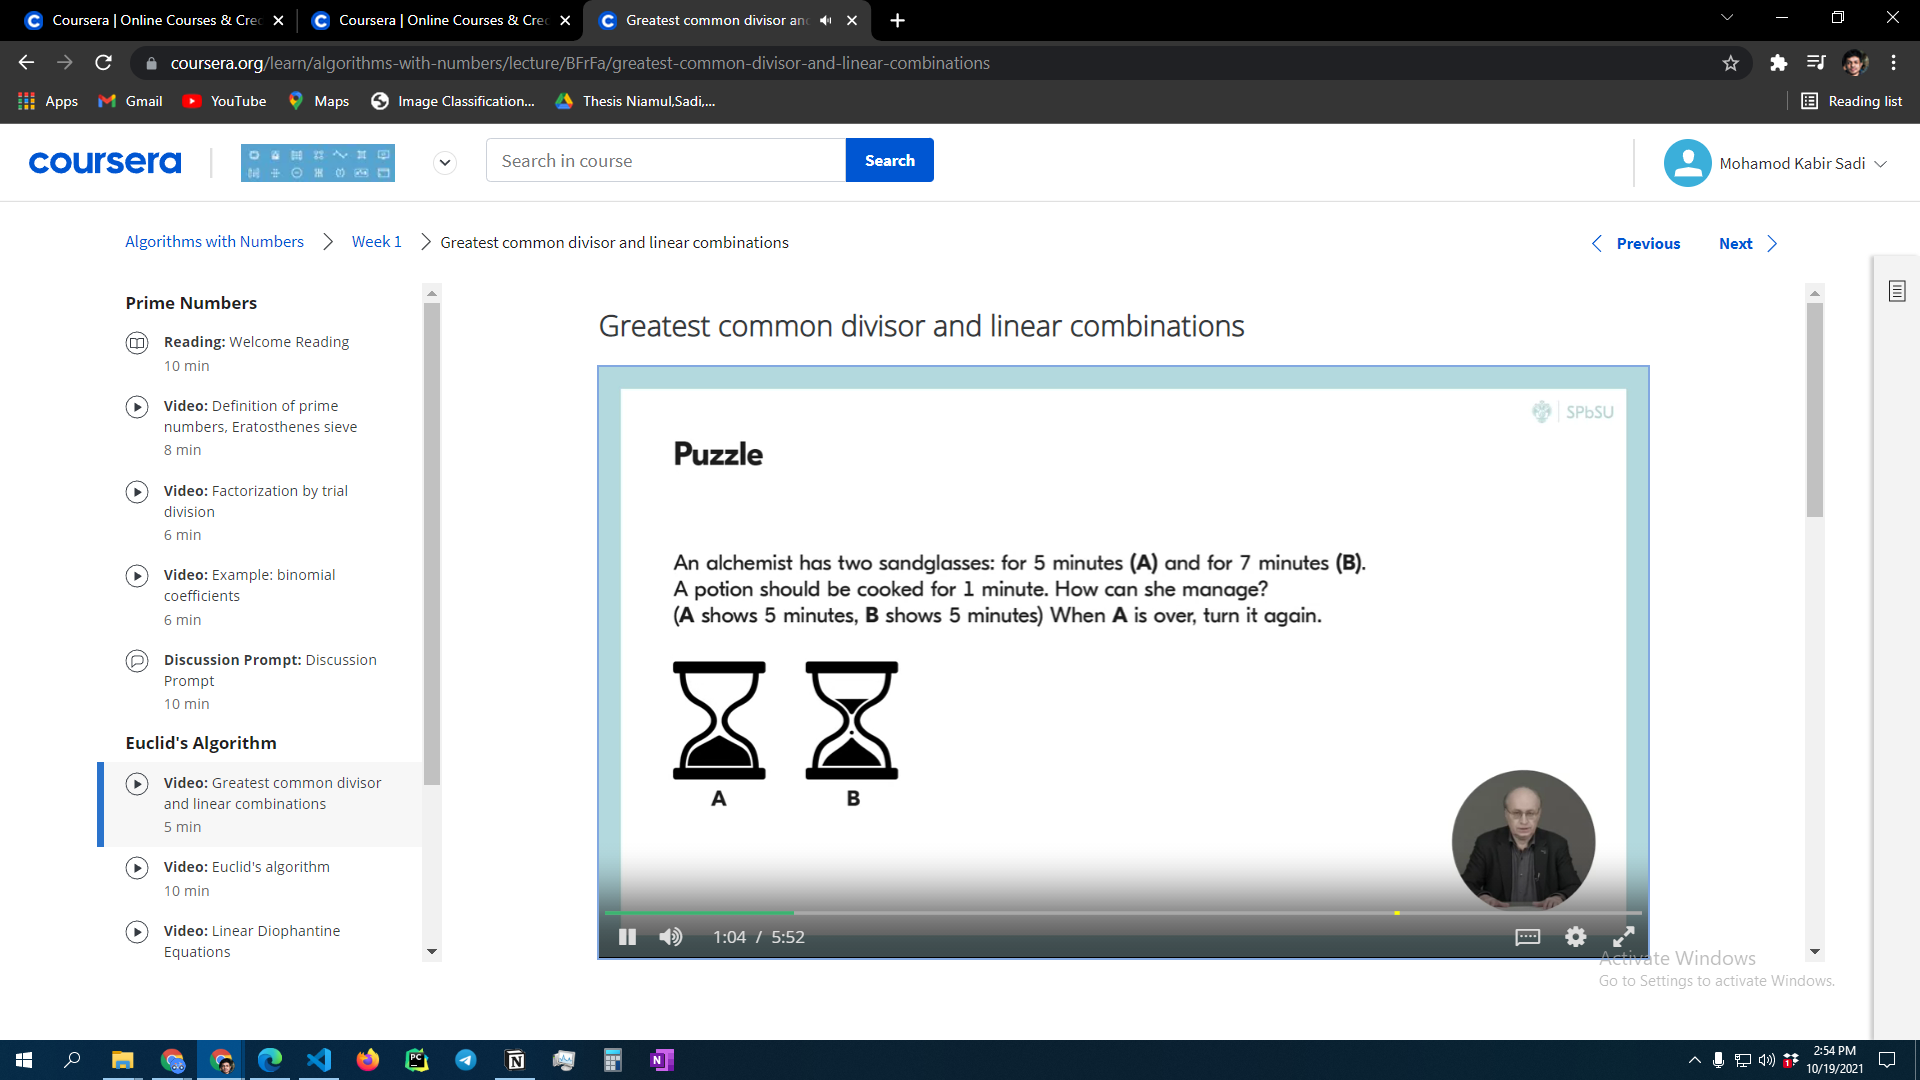 Coursera | Online Courses & Cre
Coursera | Online Courses & Cre
Greatest common divisor an
coursera.org/learn/algorithms-with-numbers/lecture/BFrFa/greatest-common-divisor-and-linear-combinations
Apps
Gmail
YouTube
Maps
Image Classification...
Thesis Niamul,Sadi,...
Reading list
coursera
Search in course
Search
Mohamod Kabir Sadi
Algorithms with Numbers
Week 1
Greatest common divisor and linear combinations
Previous
Next
Prime Numbers
Reading: Welcome Reading
10 min
Video: Definition of prime
numbers, Eratosthenes sieve
8 min
Video: Factorization by trial
division
6 min
Video: Example: binomial
coefficients
6 min
Discussion Prompt: Discussion
Prompt
10 min
Euclid's Algorithm
Video: Greatest common divisor
and linear combinations
5 min
Video: Euclid's algorithm
10 min
Video: Linear Diophantine
Equations
Greatest common divisor and linear combinations
SPbSU
Puzzle
An alchemist has two sandglasses: for 5 minutes (A) and for 7 minutes (B).
A potion should be cooked for 1 minute. How can she manage?
(A shows 5 minutes, B shows 5 minutes) When A is over, turn it again.
A
B
1:04 / 5:52
Activate Windows
Go to Settings to activate Windows.
2:54 PM
10/19/2021